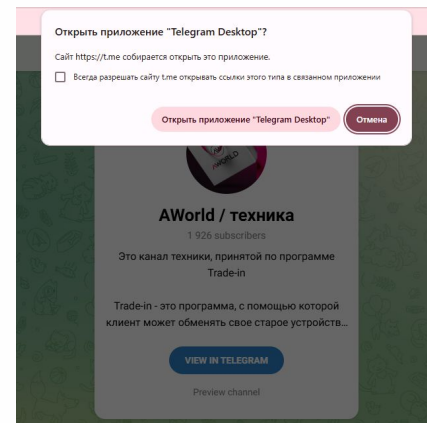 Открыть приложение "Telegram Desktop"?
Сайт https://t.me собирается открыть это приложение.
Всегда разрешать сайту t.me открывать ссылки этого типа в связанном приложении
Открыть приложение "Telegram Desktop"
Отмена
AWORLD
AWorld / техника
1 926 subscribers
Это канал техники, принятой по программе
Trade-in
Trade-in - это программа, с помощью которой
клиент может обменять свое старое устройств...
VIEW IN TELEGRAM
Preview channel